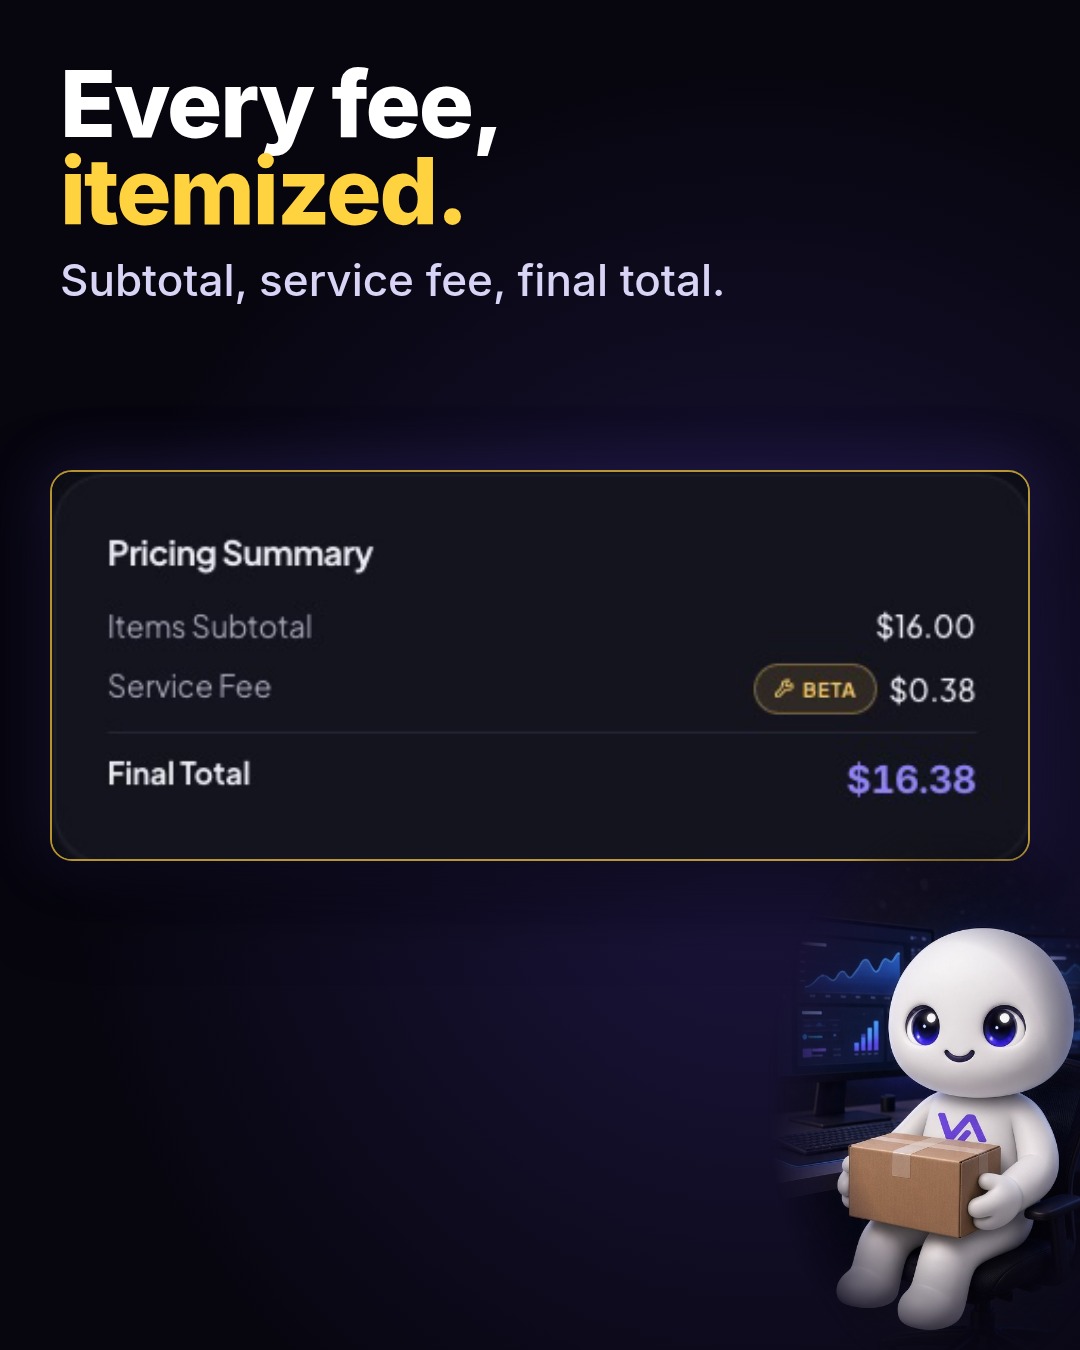 Every fee,
itemized.
Subtotal, service fee, final total.
Pricing Summary
Items Subtotal $16.00
Service Fee BETA $0.38
Final Total $16.38